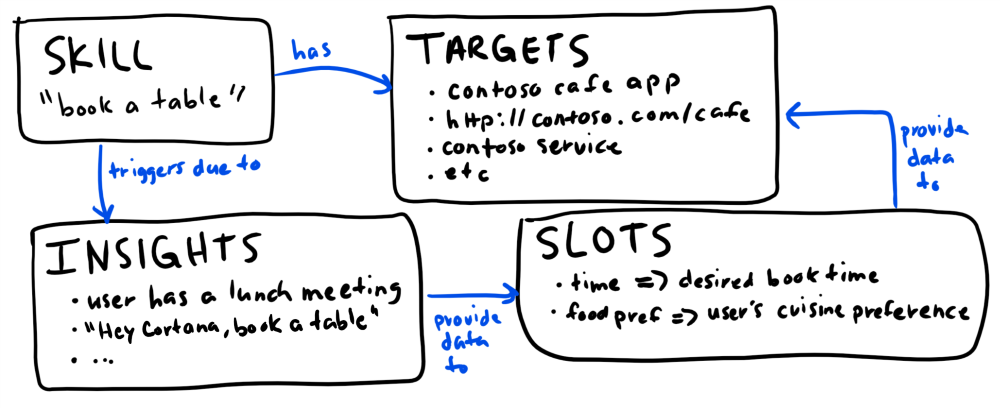 SKILL
"book a table"
has
TARGETS
· contoso cafe app
· http://contoso.com/cafe
· contoso service
· etc
triggers due to
provide
data
to
INSIGHTS
· user has a lunch meeting
· "Hey Cortana, book a table"
· ...
provide
data
to
SLOTS
· time => desired book time
· food pref => user's cuisine preference